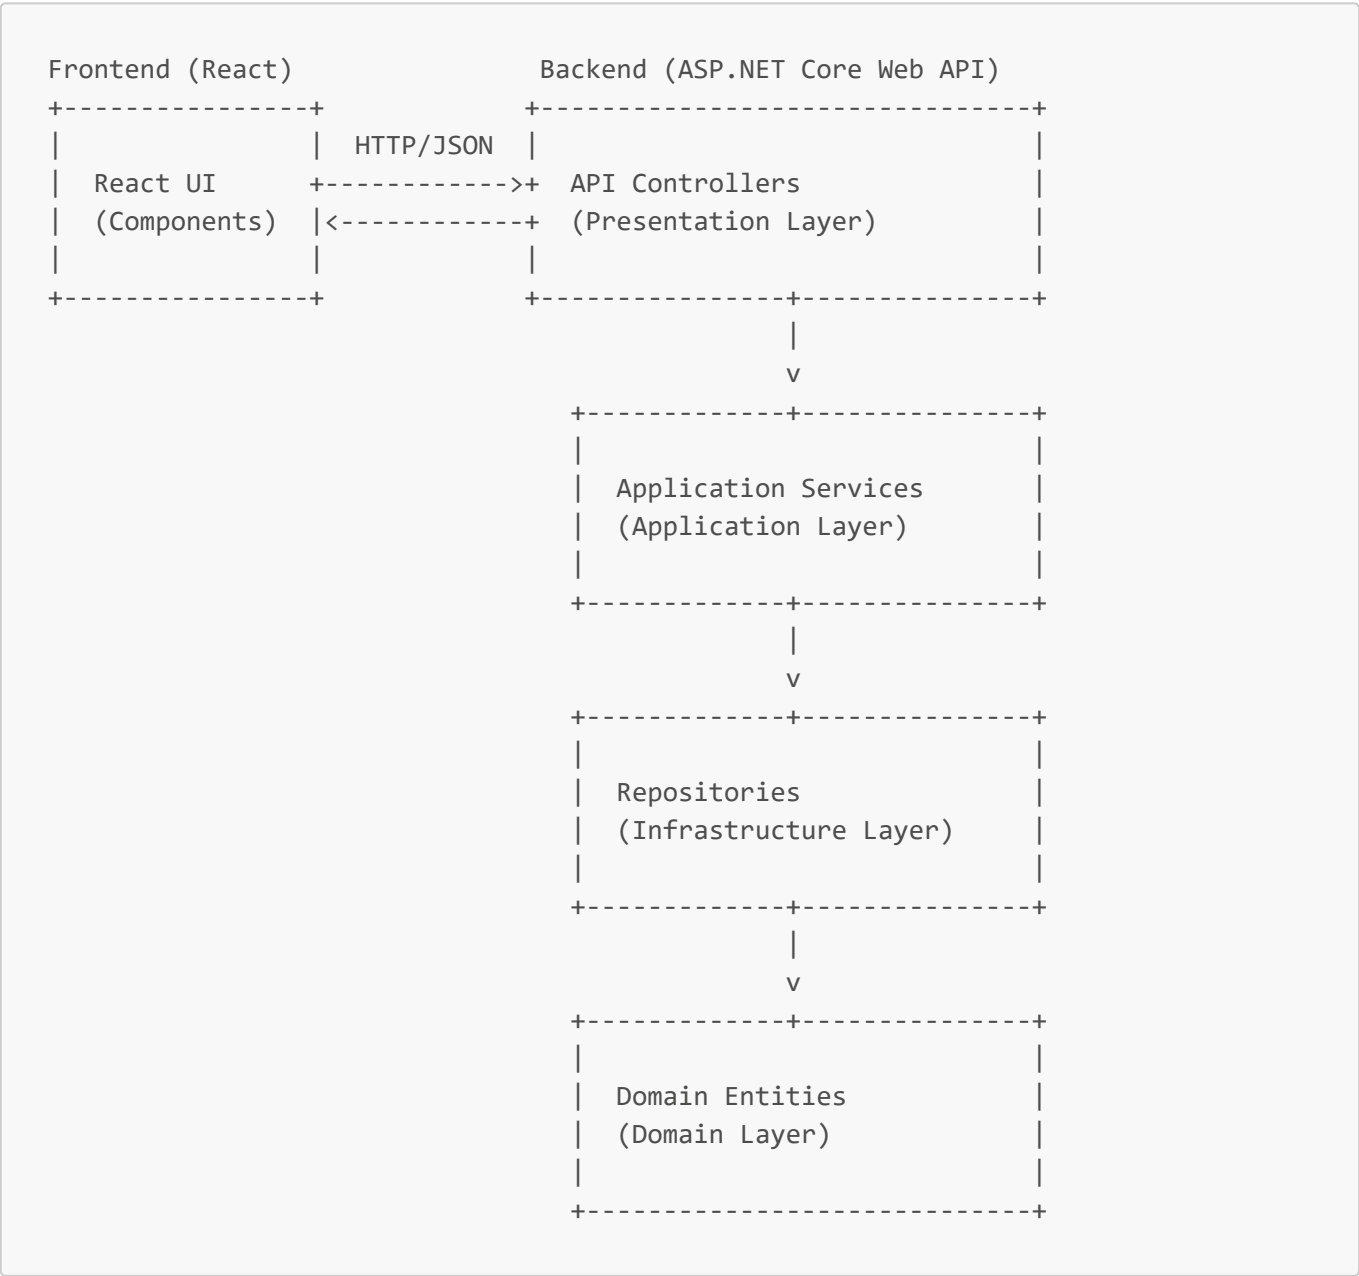 Frontend (React)                Backend (ASP.NET Core Web API)
+----------------+             +--------------------------------+
|                |  HTTP/JSON  |                                |
|  React UI      +------------>+  API Controllers               |
|  (Components)  |<------------+  (Presentation Layer)          |
|                |             |                                |
+----------------+             +----------------+---------------+
                                                |
                                                v
                                  +-------------+---------------+
                                  |                             |
                                  |  Application Services       |
                                  |  (Application Layer)        |
                                  |                             |
                                  +-------------+---------------+
                                                |
                                                v
                                  +-------------+---------------+
                                  |                             |
                                  |  Repositories               |
                                  |  (Infrastructure Layer)     |
                                  |                             |
                                  +-------------+---------------+
                                                |
                                                v
                                  +-------------+---------------+
                                  |                             |
                                  |  Domain Entities            |
                                  |  (Domain Layer)             |
                                  |                             |
                                  +-----------------------------+